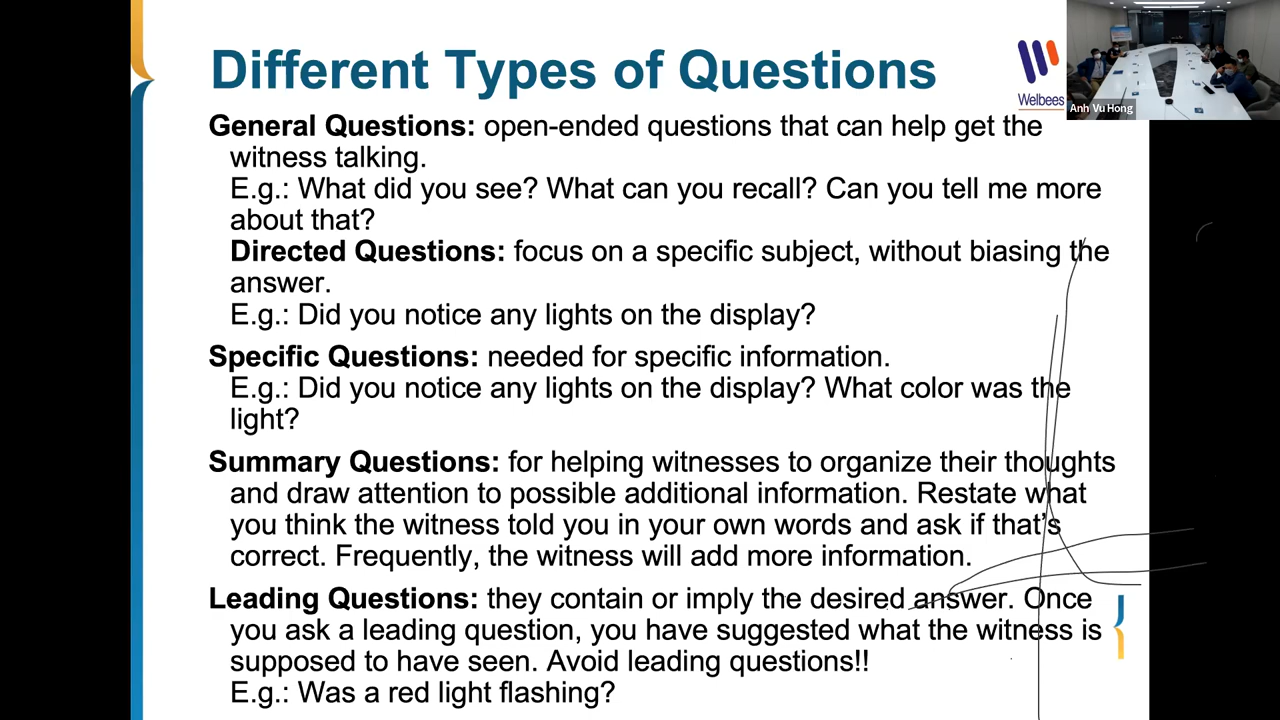 Different Types of Questions
Welbees
Anh Vu Hong
General Questions: open-ended questions that can help get the
witness talking.
E.g.: What did you see? What can you recall? Can you tell me more
about that?
Directed Questions: focus on a specific subject, without biasing the
answer.
E.g.: Did you notice any lights on the display?
Specific Questions: needed for specific information.
E.g.: Did you notice any lights on the display? What color was the
light?
Summary Questions: for helping witnesses to organize their thoughts
and draw attention to possible additional information. Restate what
you think the witness told you in your own words and ask if that’s
correct. Frequently, the witness will add more information.
Leading Questions: they contain or imply the desired answer. Once
you ask a leading question, you have suggested what the witness is
supposed to have seen. Avoid leading questions!!
E.g.: Was a red light flashing?